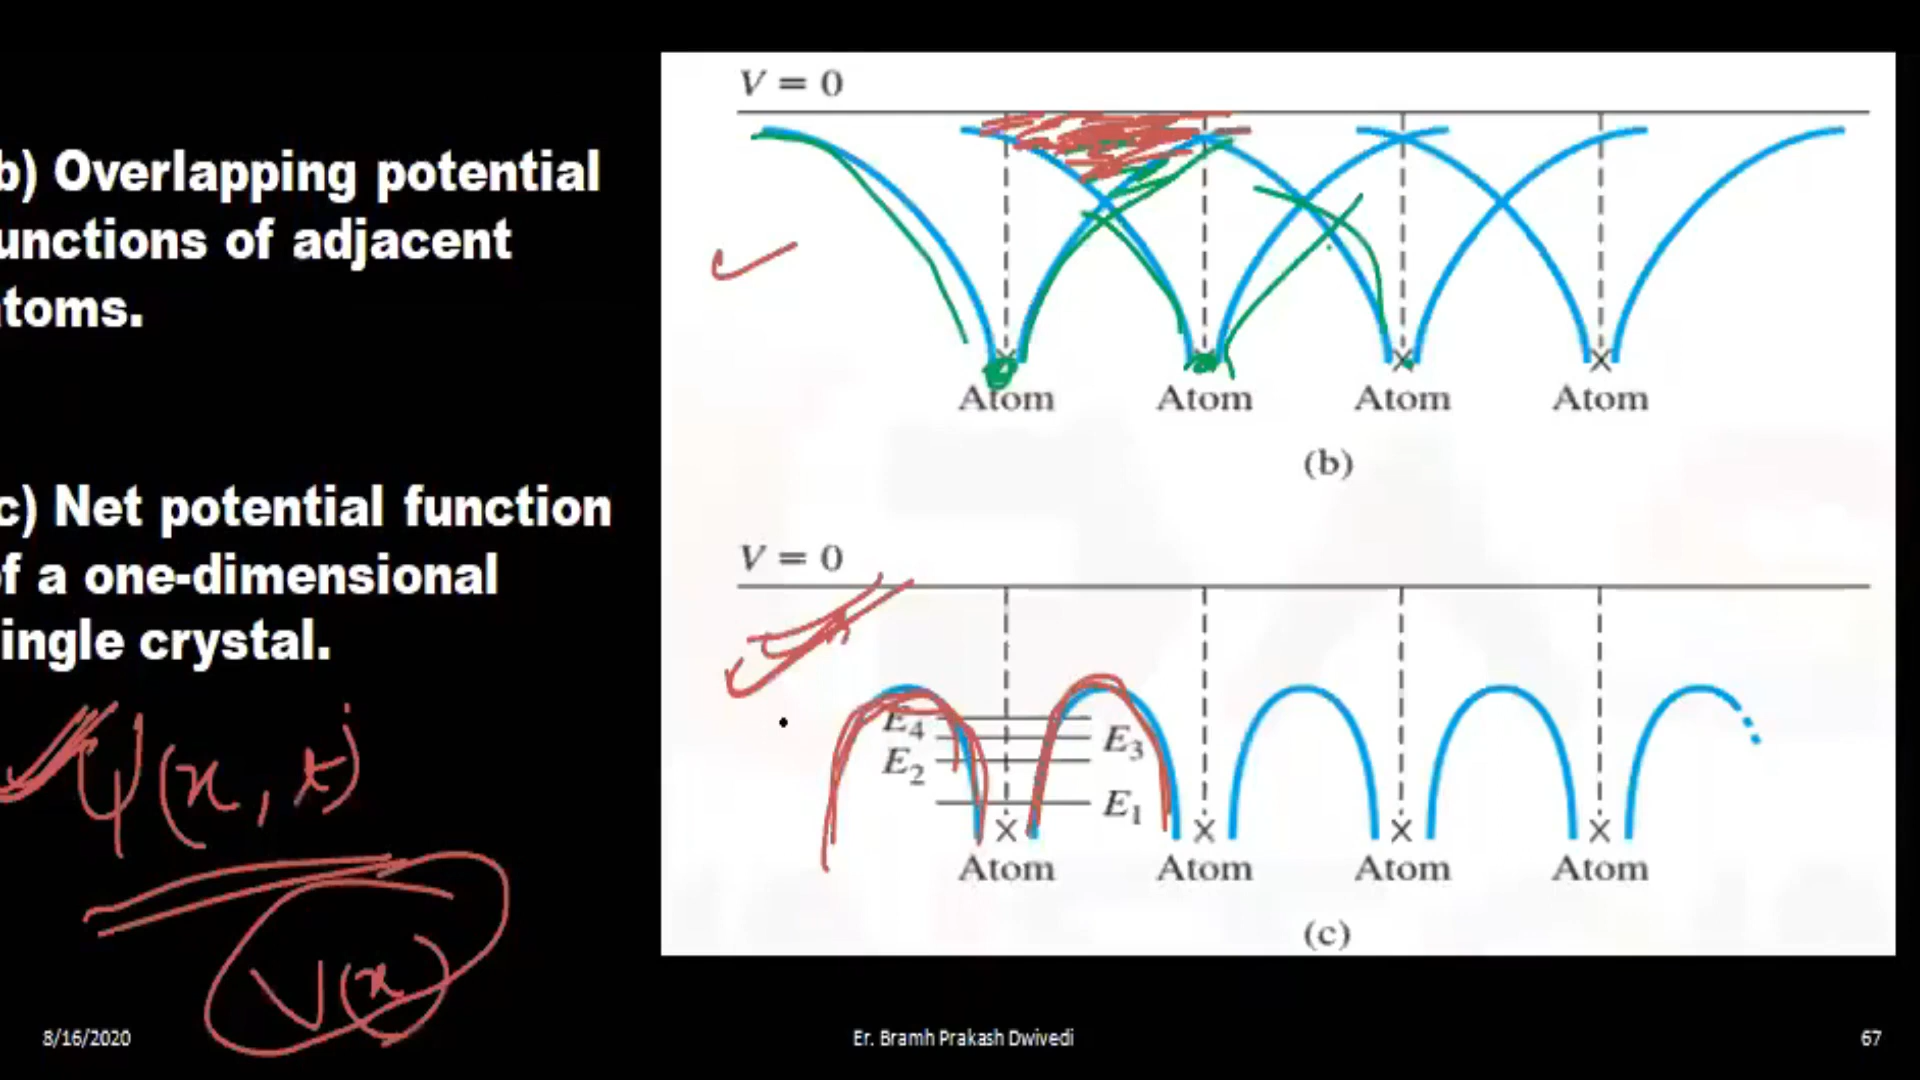 b) Overlapping potential
unctions of adjacent
toms.
c) Net potential function
f a one-dimensional
ingle crystal.
ψ(x, t)
V(x)
V = 0
Atom Atom Atom Atom
(b)
V = 0
E4
E3
E2
E1
Atom Atom Atom Atom
(c)
8/16/2020 Er. Bramh Prakash Dwivedi 67